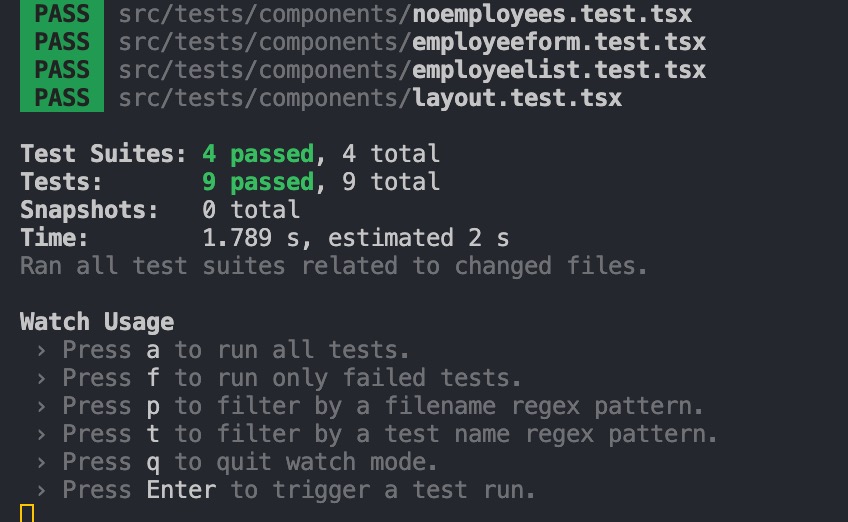 PASS src/tests/components/noemployees.test.tsx
PASS src/tests/components/employeeform.test.tsx
PASS src/tests/components/employeelist.test.tsx
PASS src/tests/components/layout.test.tsx
Test Suites: 4 passed, 4 total
Tests: 9 passed, 9 total
Snapshots: 0 total
Time: 1.789 s, estimated 2 s
Ran all test suites related to changed files.
Watch Usage
› Press a to run all tests.
› Press f to run only failed tests.
› Press p to filter by a filename regex pattern.
› Press t to filter by a test name regex pattern.
› Press q to quit watch mode.
› Press Enter to trigger a test run.